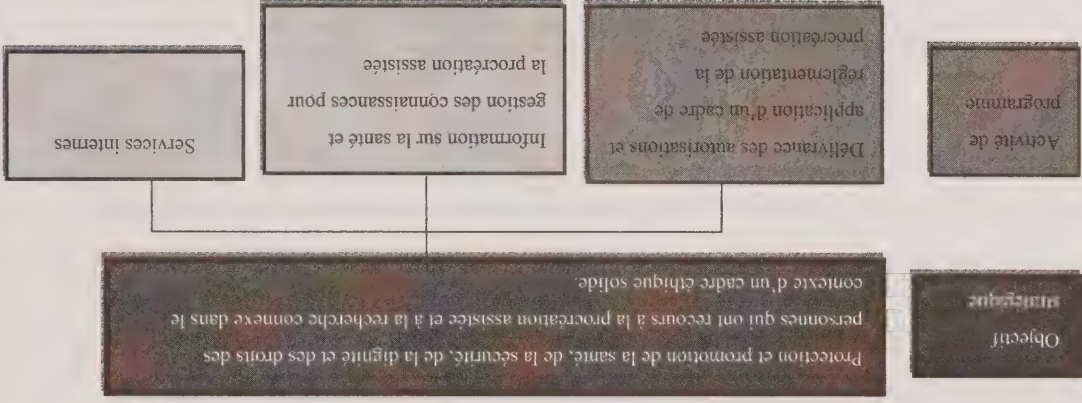 Objectif
stratégique
Protection et promotion de la santé, de la sécurité, de la dignité et des droits des
personnes qui ont recours à la procréation assistée et à la recherche connexe dans le
contexte d'un cadre éthique solide.
Activité de
programme
Délivrance des autorisations et
application d'un cadre de
réglementation de la
procréation assistée
Information sur la santé et
gestion des connaissances pour
la procréation assistée
Services internes